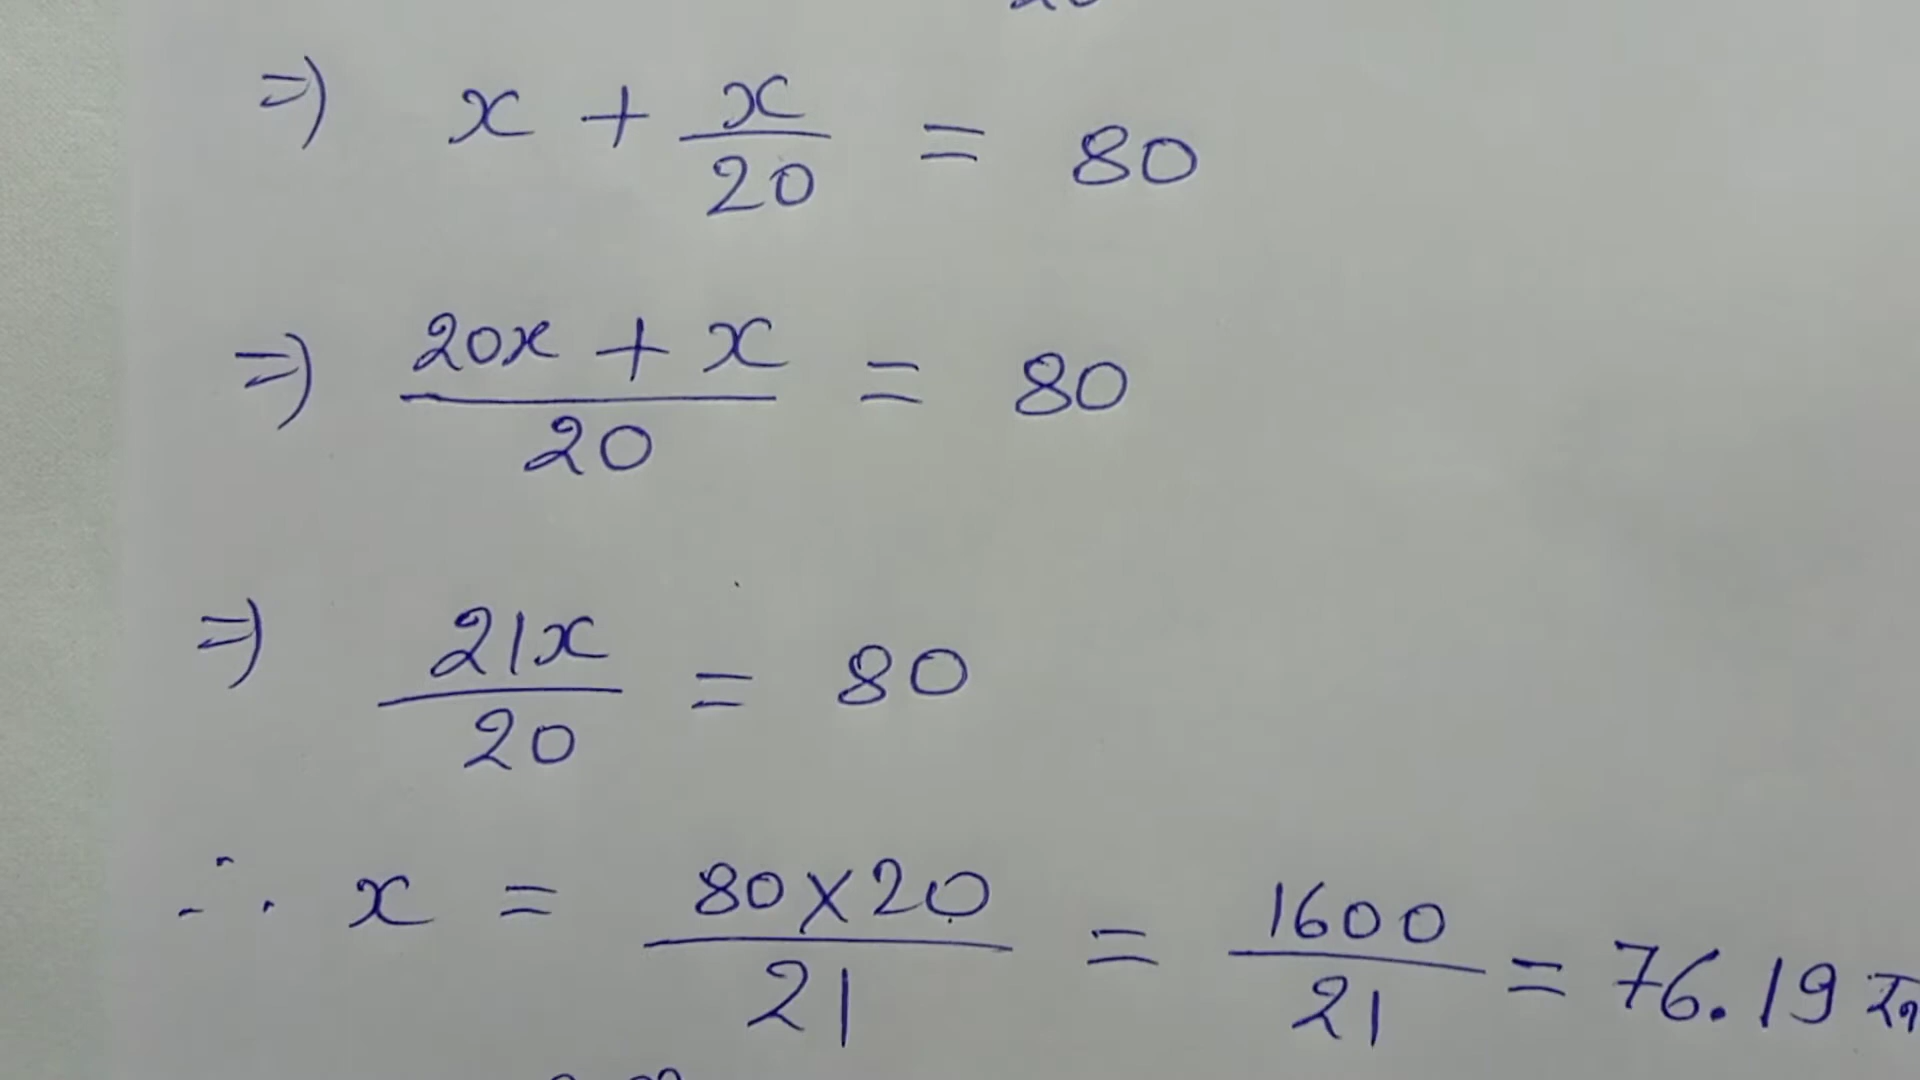 ⇒ x + x/20 = 80
⇒ (20x + x)/20 = 80
⇒ 21x/20 = 80
∴ x = (80×20)/21 = 1600/21 = 76.19